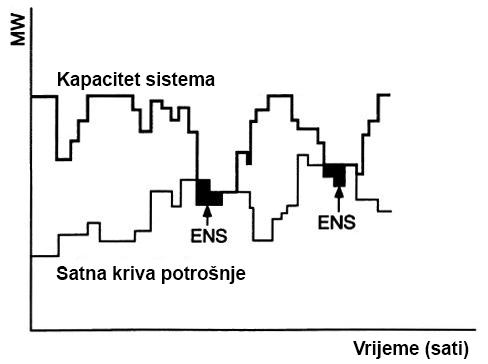 MW
Kapacitet sistema
ENS
ENS
Satna kriva potrošnje
Vrijeme (sati)